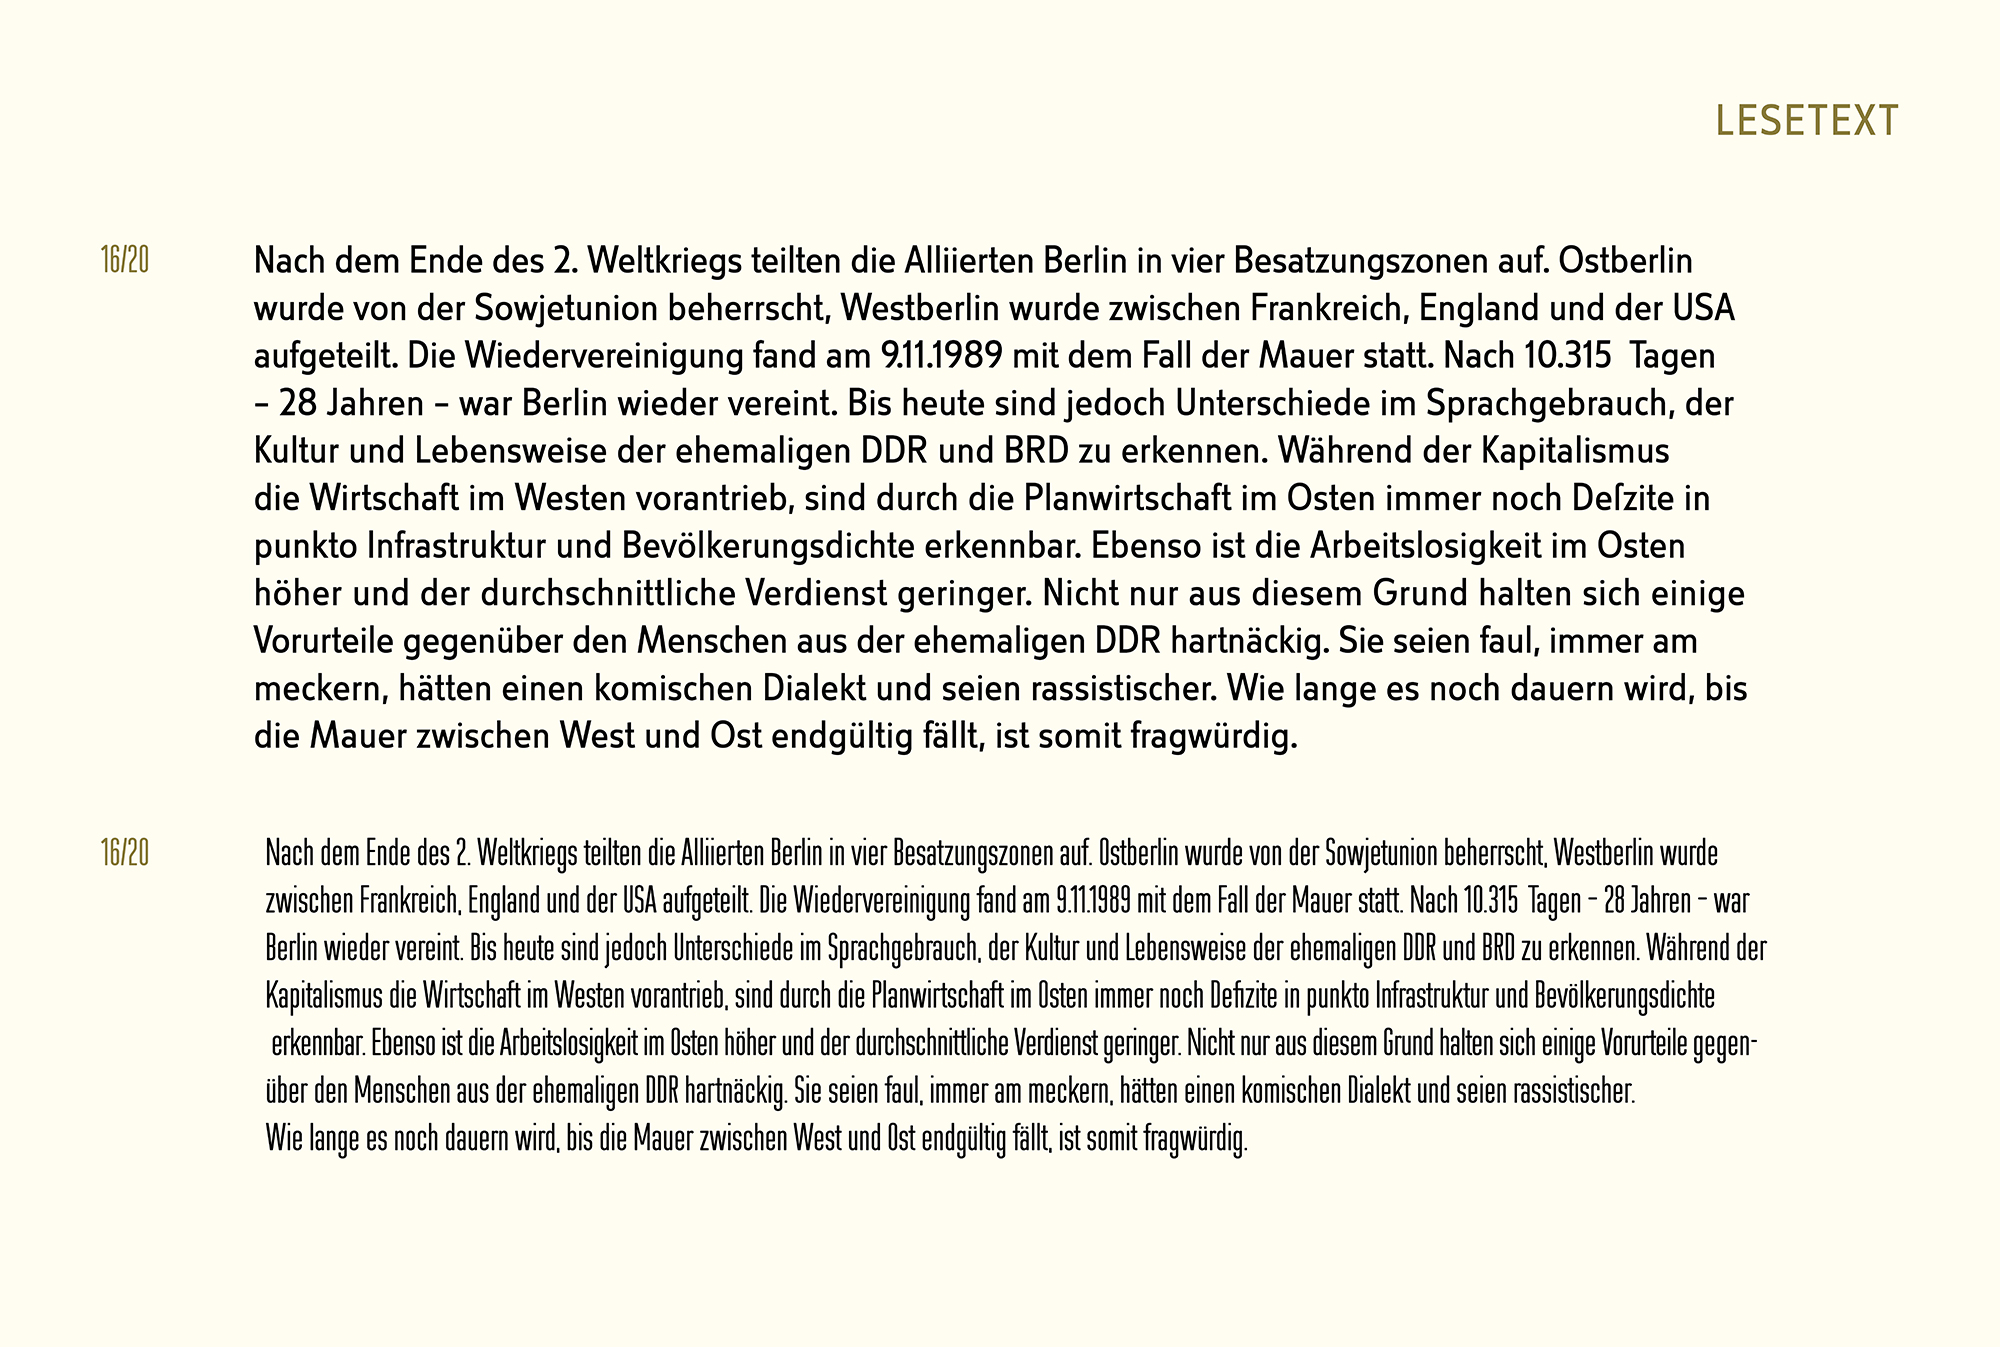 LESETEXT
16/20
Nach dem Ende des 2. Weltkriegs teilten die Alliierten Berlin in vier Besatzungszonen auf. Ostberlin
wurde von der Sowjetunion beherrscht, Westberlin wurde zwischen Frankreich, England und der USA
aufgeteilt. Die Wiedervereinigung fand am 9.11.1989 mit dem Fall der Mauer statt. Nach 10.315  Tagen
– 28 Jahren – war Berlin wieder vereint. Bis heute sind jedoch Unterschiede im Sprachgebrauch, der
Kultur und Lebensweise der ehemaligen DDR und BRD zu erkennen. Während der Kapitalismus
die Wirtschaft im Westen vorantrieb, sind durch die Planwirtschaft im Osten immer noch Deſzite in
punkto Infrastruktur und Bevölkerungsdichte erkennbar. Ebenso ist die Arbeitslosigkeit im Osten
höher und der durchschnittliche Verdienst geringer. Nicht nur aus diesem Grund halten sich einige
Vorurteile gegenüber den Menschen aus der ehemaligen DDR hartnäckig. Sie seien faul, immer am
meckern, hätten einen komischen Dialekt und seien rassistischer. Wie lange es noch dauern wird, bis
die Mauer zwischen West und Ost endgültig fällt, ist somit fragwürdig.
16/20
Nach dem Ende des 2. Weltkriegs teilten die Alliierten Berlin in vier Besatzungszonen auf. Ostberlin wurde von der Sowjetunion beherrscht, Westberlin wurde
zwischen Frankreich, England und der USA aufgeteilt. Die Wiedervereinigung fand am 9.11.1989 mit dem Fall der Mauer statt. Nach 10.315  Tagen – 28 Jahren – war
Berlin wieder vereint. Bis heute sind jedoch Unterschiede im Sprachgebrauch, der Kultur und Lebensweise der ehemaligen DDR und BRD zu erkennen. Während der
Kapitalismus die Wirtschaft im Westen vorantrieb, sind durch die Planwirtschaft im Osten immer noch Defizite in punkto Infrastruktur und Bevölkerungsdichte
erkennbar. Ebenso ist die Arbeitslosigkeit im Osten höher und der durchschnittliche Verdienst geringer. Nicht nur aus diesem Grund halten sich einige Vorurteile gegen-
über den Menschen aus der ehemaligen DDR hartnäckig. Sie seien faul, immer am meckern, hätten einen komischen Dialekt und seien rassistischer.
Wie lange es noch dauern wird, bis die Mauer zwischen West und Ost endgültig fällt, ist somit fragwürdig.